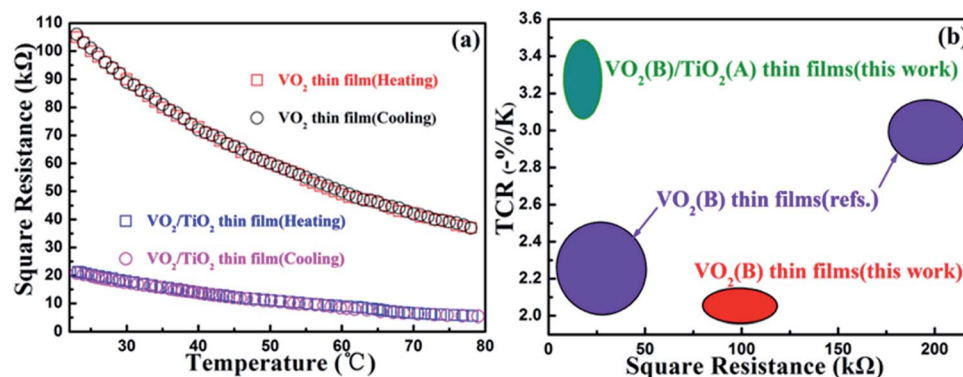 (a)
Square Resistance (kΩ)
110
100
90
80
70
60
50
40
30
20
10
0
VO2 thin film(Heating)
VO2 thin film(Cooling)
VO2/TiO2 thin film(Heating)
VO2/TiO2 thin film(Cooling)
30
40
50
60
70
80
Temperature (℃)
(b)
TCR (-%/K)
3.6
3.4
3.2
3.0
2.8
2.6
2.4
2.2
2.0
VO2(B)/TiO2(A) thin films(this work)
VO2(B) thin films(refs.)
VO2(B) thin films(this work)
0
50
100
150
200
Square Resistance (kΩ)